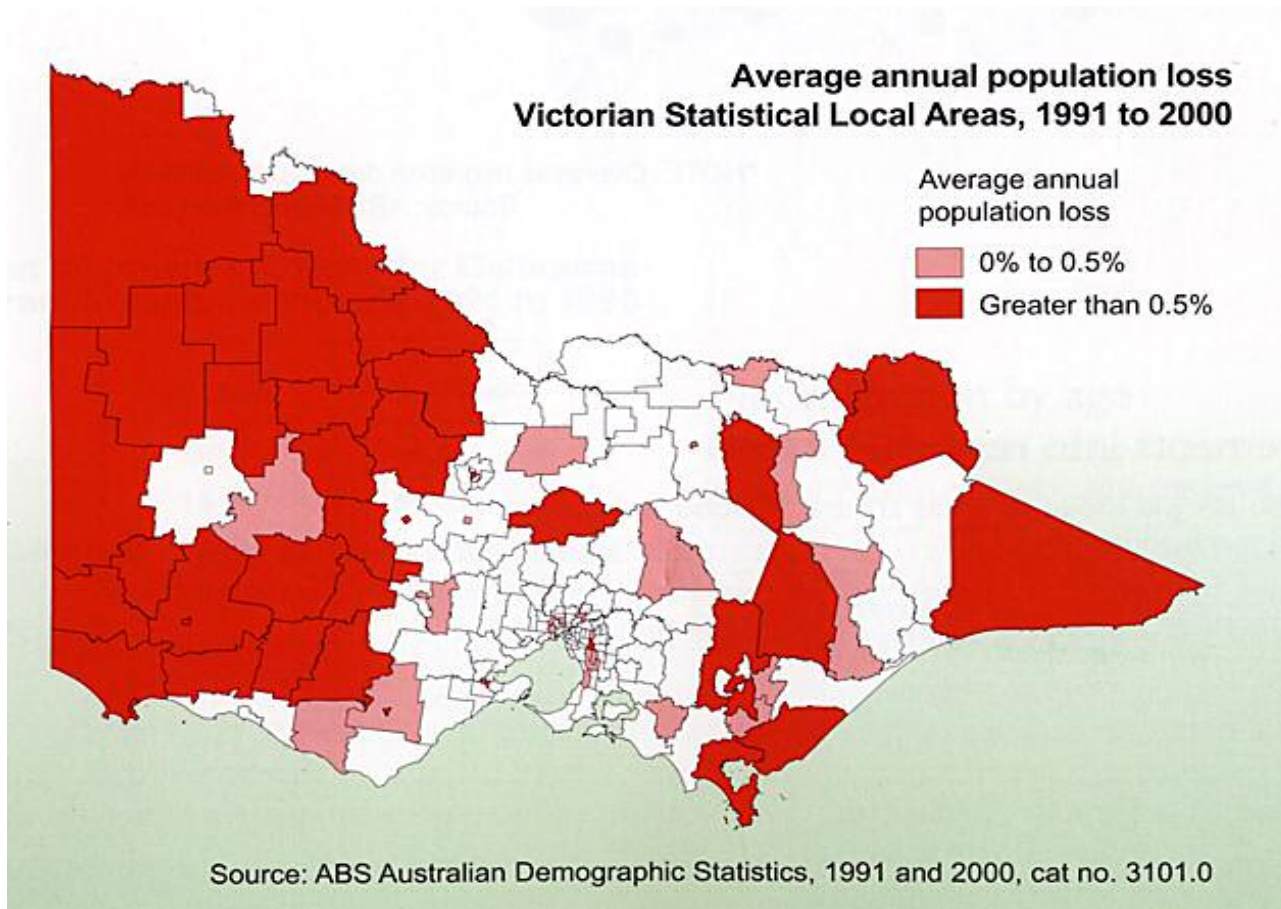 Average annual population loss
Victorian Statistical Local Areas, 1991 to 2000
Average annual
population loss
0% to 0.5%
Greater than 0.5%
Source: ABS Australian Demographic Statistics, 1991 and 2000, cat no. 3101.0